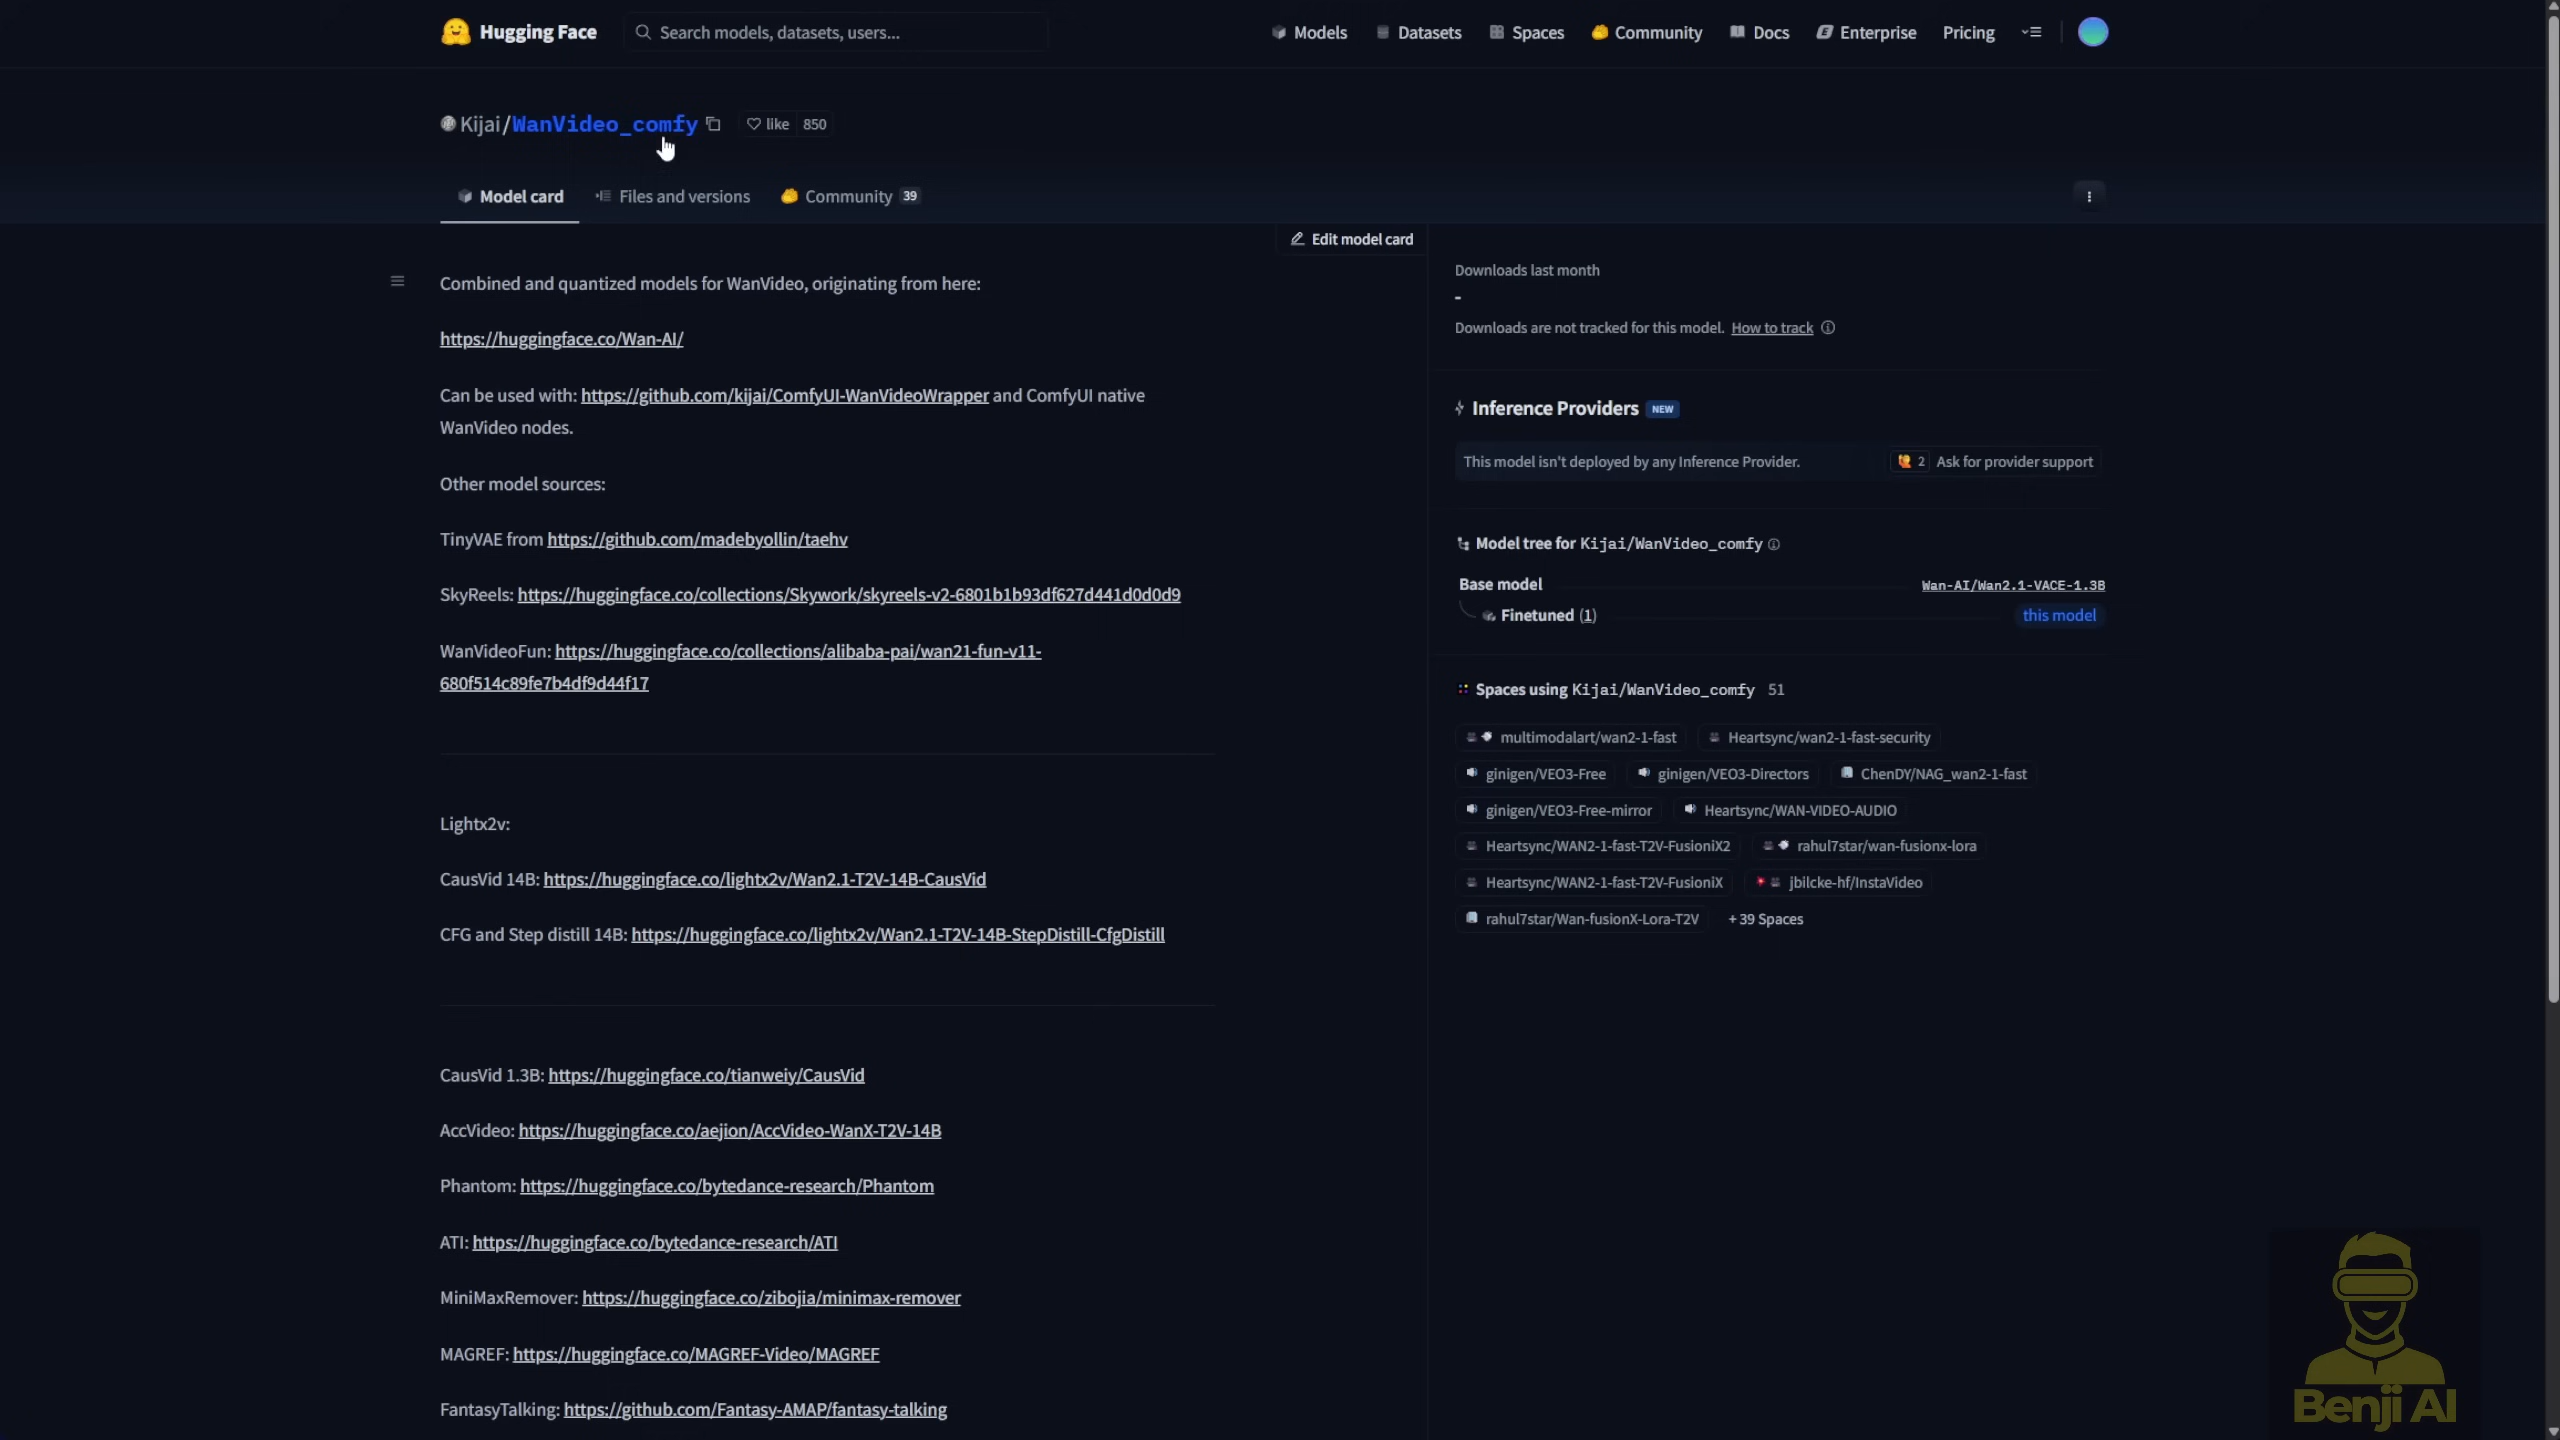 Hugging Face
Search models, datasets, users...
Models
Datasets
Spaces
Community
Docs
Enterprise
Pricing
Kijai/WanVideo_comfy
like 850
Model card
Files and versions
Community 39
Edit model card
Combined and quantized models for WanVideo, originating from here:
https://huggingface.co/Wan-AI/
Can be used with: https://github.com/kijai/ComfyUI-WanVideoWrapper and ComfyUI native
WanVideo nodes.
Other model sources:
TinyVAE from https://github.com/madebyollin/taehv
SkyReels: https://huggingface.co/collections/Skywork/skyreels-v2-6801b1b93df627d441d0d0d9
WanVideoFun: https://huggingface.co/collections/alibaba-pai/wan21-fun-v11-
680f514c89fe7b4df9d44f17
Lightx2v:
CausVid 14B: https://huggingface.co/lightx2v/Wan2.1-T2V-14B-CausVid
CFG and Step distill 14B: https://huggingface.co/lightx2v/Wan2.1-T2V-14B-StepDistill-CfgDistill
CausVid 1.3B: https://huggingface.co/tianweiy/CausVid
AccVideo: https://huggingface.co/aejion/AccVideo-WanX-T2V-14B
Phantom: https://huggingface.co/bytedance-research/Phantom
ATI: https://huggingface.co/bytedance-research/ATI
MiniMaxRemover: https://huggingface.co/zibojia/minimax-remover
MAGREF: https://huggingface.co/MAGREF-Video/MAGREF
FantasyTalking: https://github.com/Fantasy-AMAP/fantasy-talking
Downloads last month
-
Downloads are not tracked for this model. How to track
Inference Providers NEW
This model isn't deployed by any Inference Provider.
2 Ask for provider support
Model tree for Kijai/WanVideo_comfy
Base model Wan-AI/Wan2.1-VACE-1.3B
Finetuned (1) this model
Spaces using Kijai/WanVideo_comfy 51
multimodalart/wan2-1-fast
Heartsync/wan2-1-fast-security
ginigen/VEO3-Free
ginigen/VEO3-Directors
ChenDY/NAG_wan2-1-fast
ginigen/VEO3-Free-mirror
Heartsync/WAN-VIDEO-AUDIO
Heartsync/WAN2-1-fast-T2V-FusioniX2
rahul7star/wan-fusionx-lora
Heartsync/WAN2-1-fast-T2V-FusioniX
jbilcke-hf/InstaVideo
rahul7star/Wan-fusionX-Lora-T2V
+ 39 Spaces
Benji AI